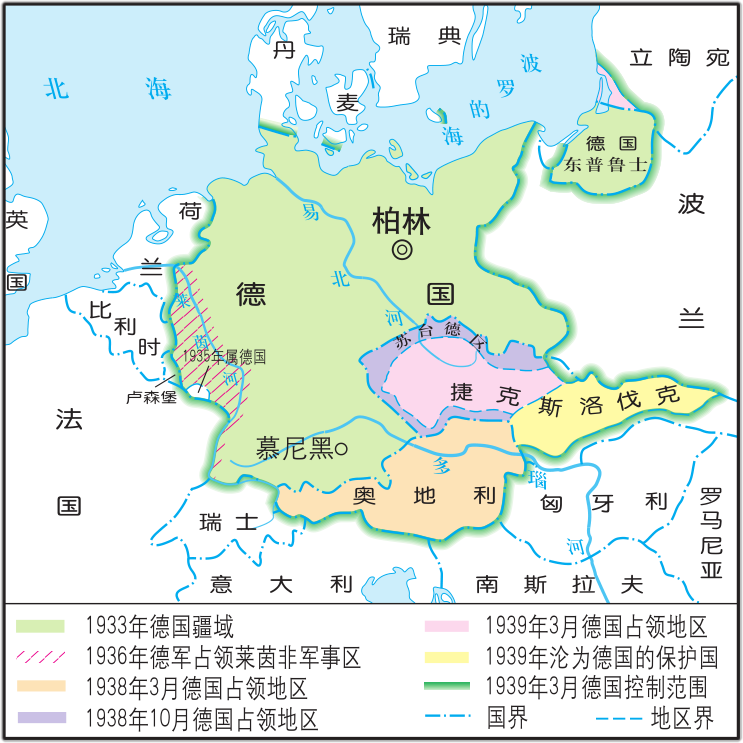 瑞典
丹麦
立陶宛
北海
波罗的海
德国
东普鲁士
英国
荷兰
柏林
易北河
波兰
德国
莱茵河
比利时
苏台德区
1935年属德国
卢森堡
捷克斯洛伐克
法国
慕尼黑
多瑙河
奥地利
匈牙利
罗马尼亚
瑞士
意大利
南斯拉夫
1933年德国疆域
1936年德军占领莱茵非军事区
1938年3月德国占领地区
1938年10月德国占领地区
1939年3月德国占领地区
1939年沦为德国的保护国
1939年3月德国控制范围
国界
地区界